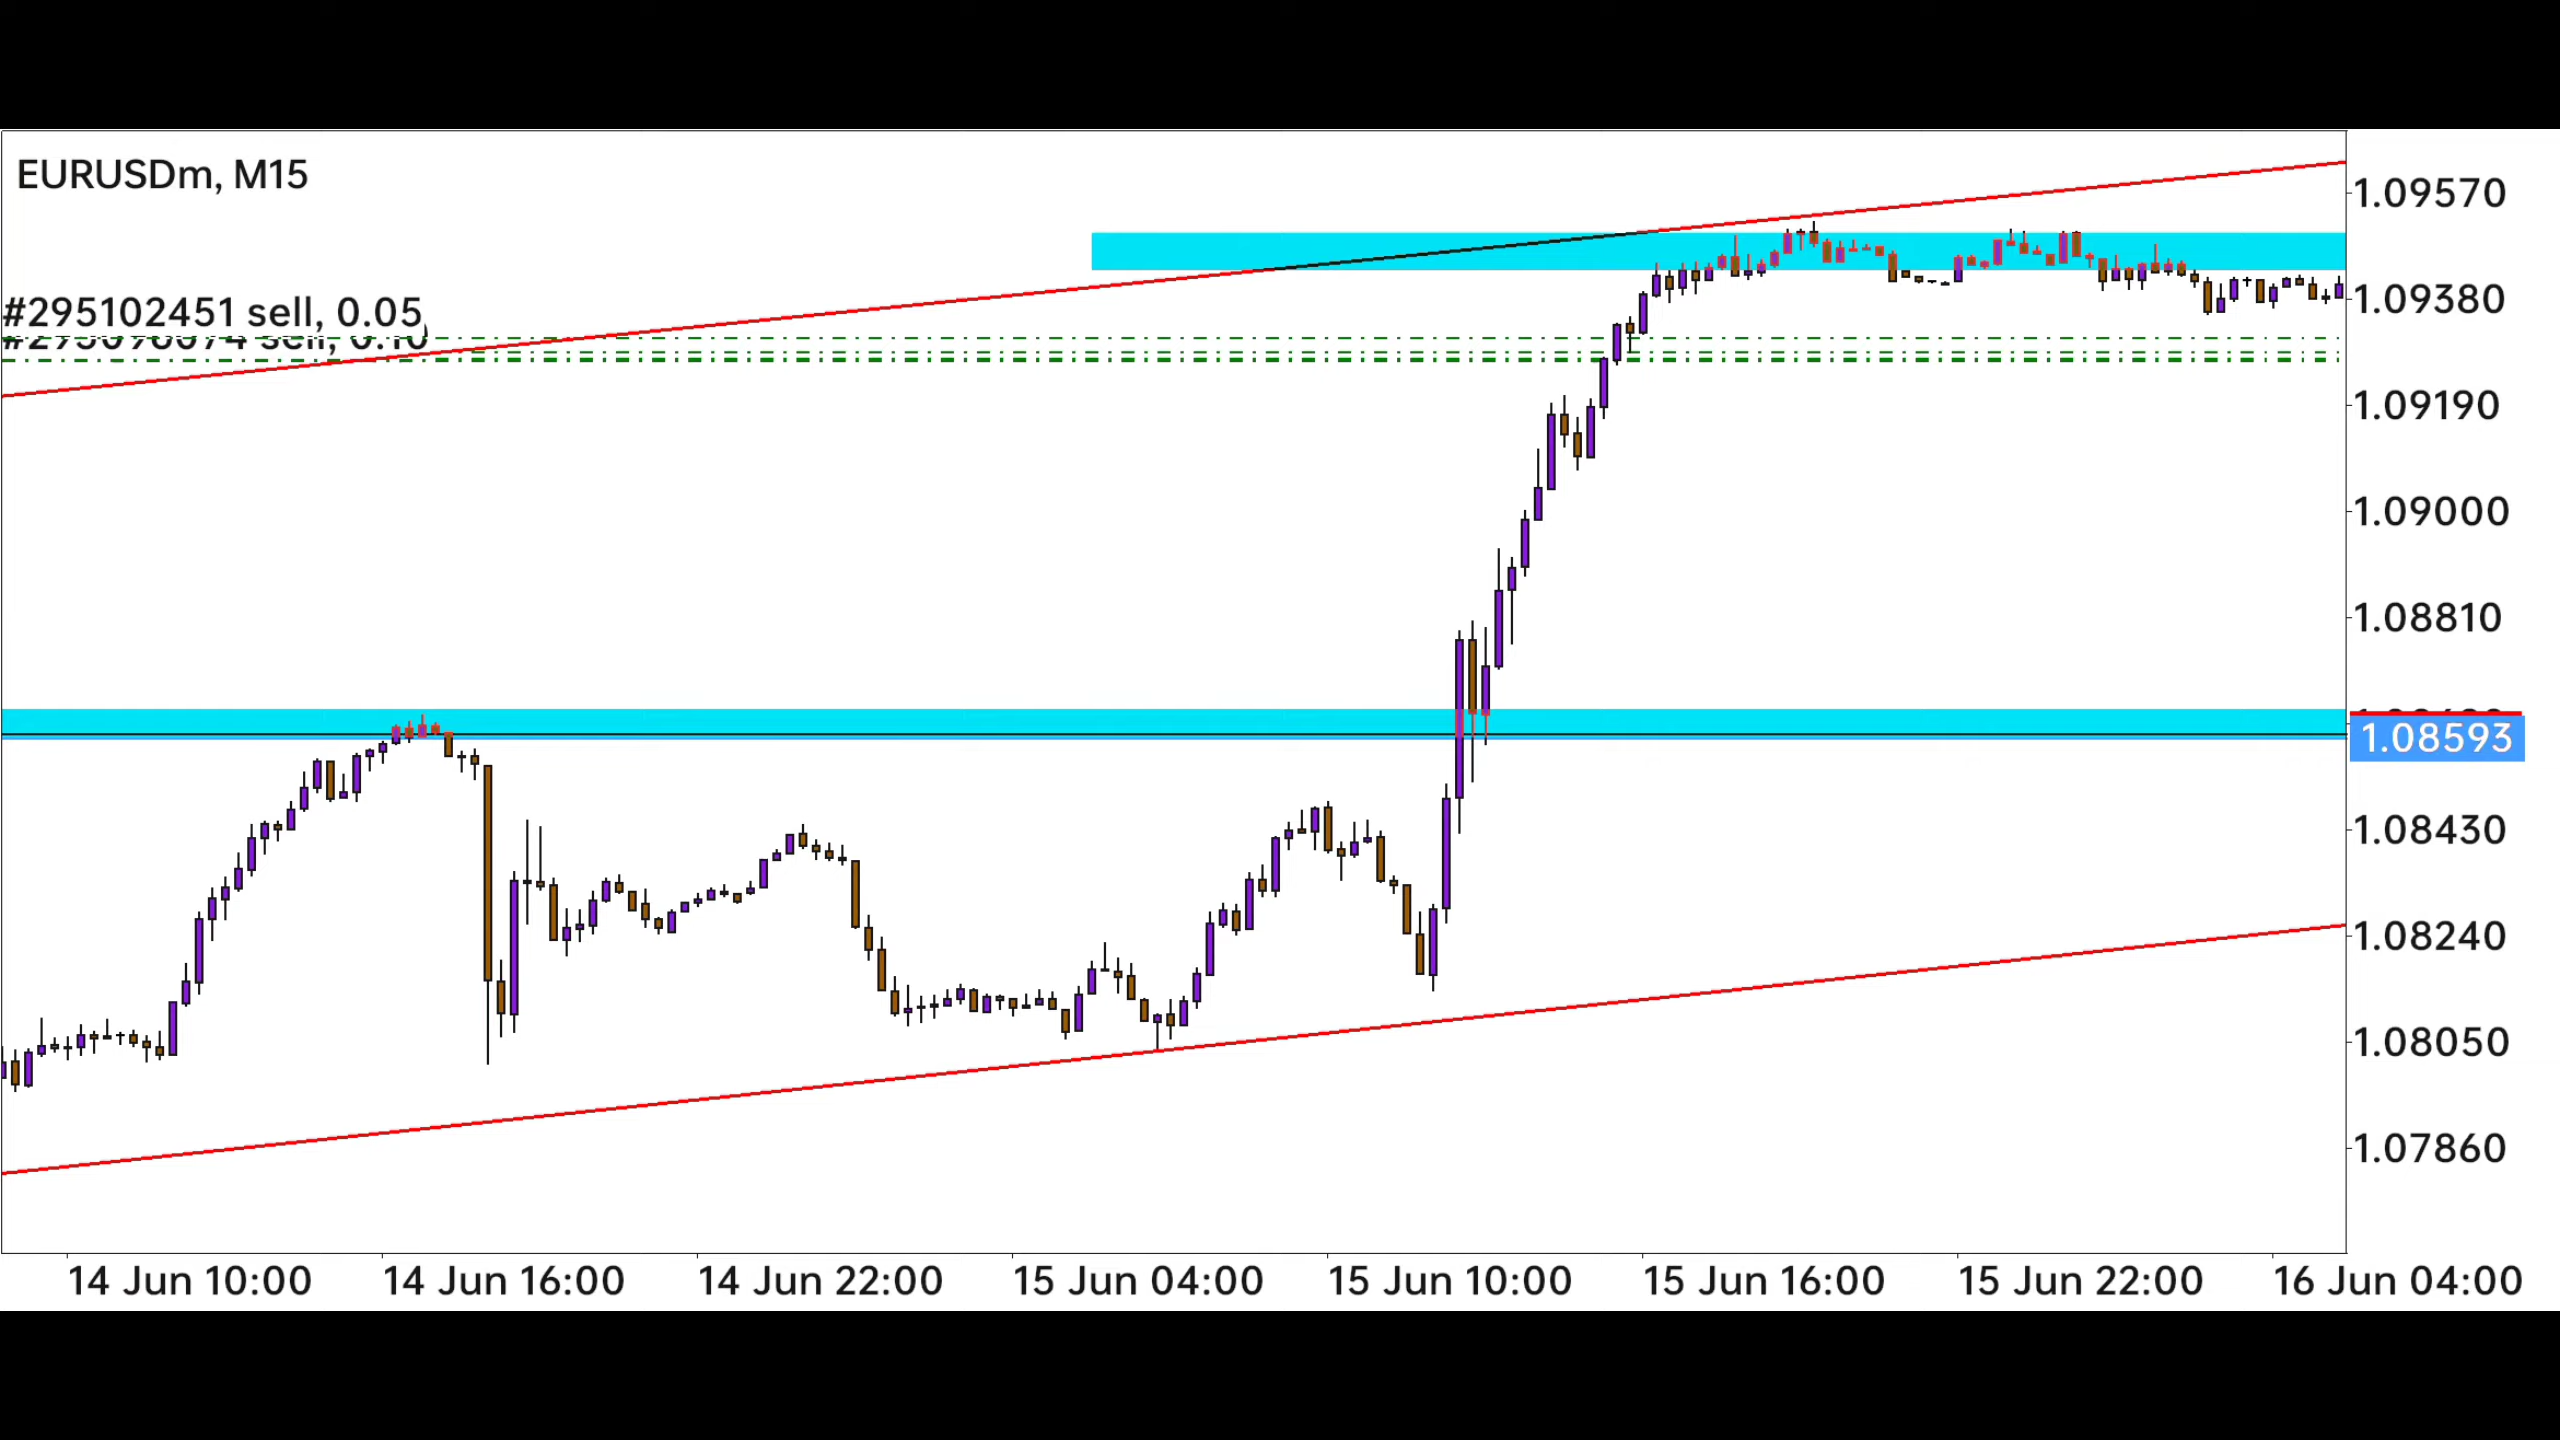 EURUSDm, M15
1.09570
#295102451 sell, 0.05
1.09380
sell, 0.10
1.09190
1.09000
1.08810
1.08593
1.08430
1.08240
1.08050
1.07860
14 Jun 10:00 14 Jun 16:00 14 Jun 22:00 15 Jun 04:00 15 Jun 10:00 15 Jun 16:00 15 Jun 22:00 16 Jun 04:00